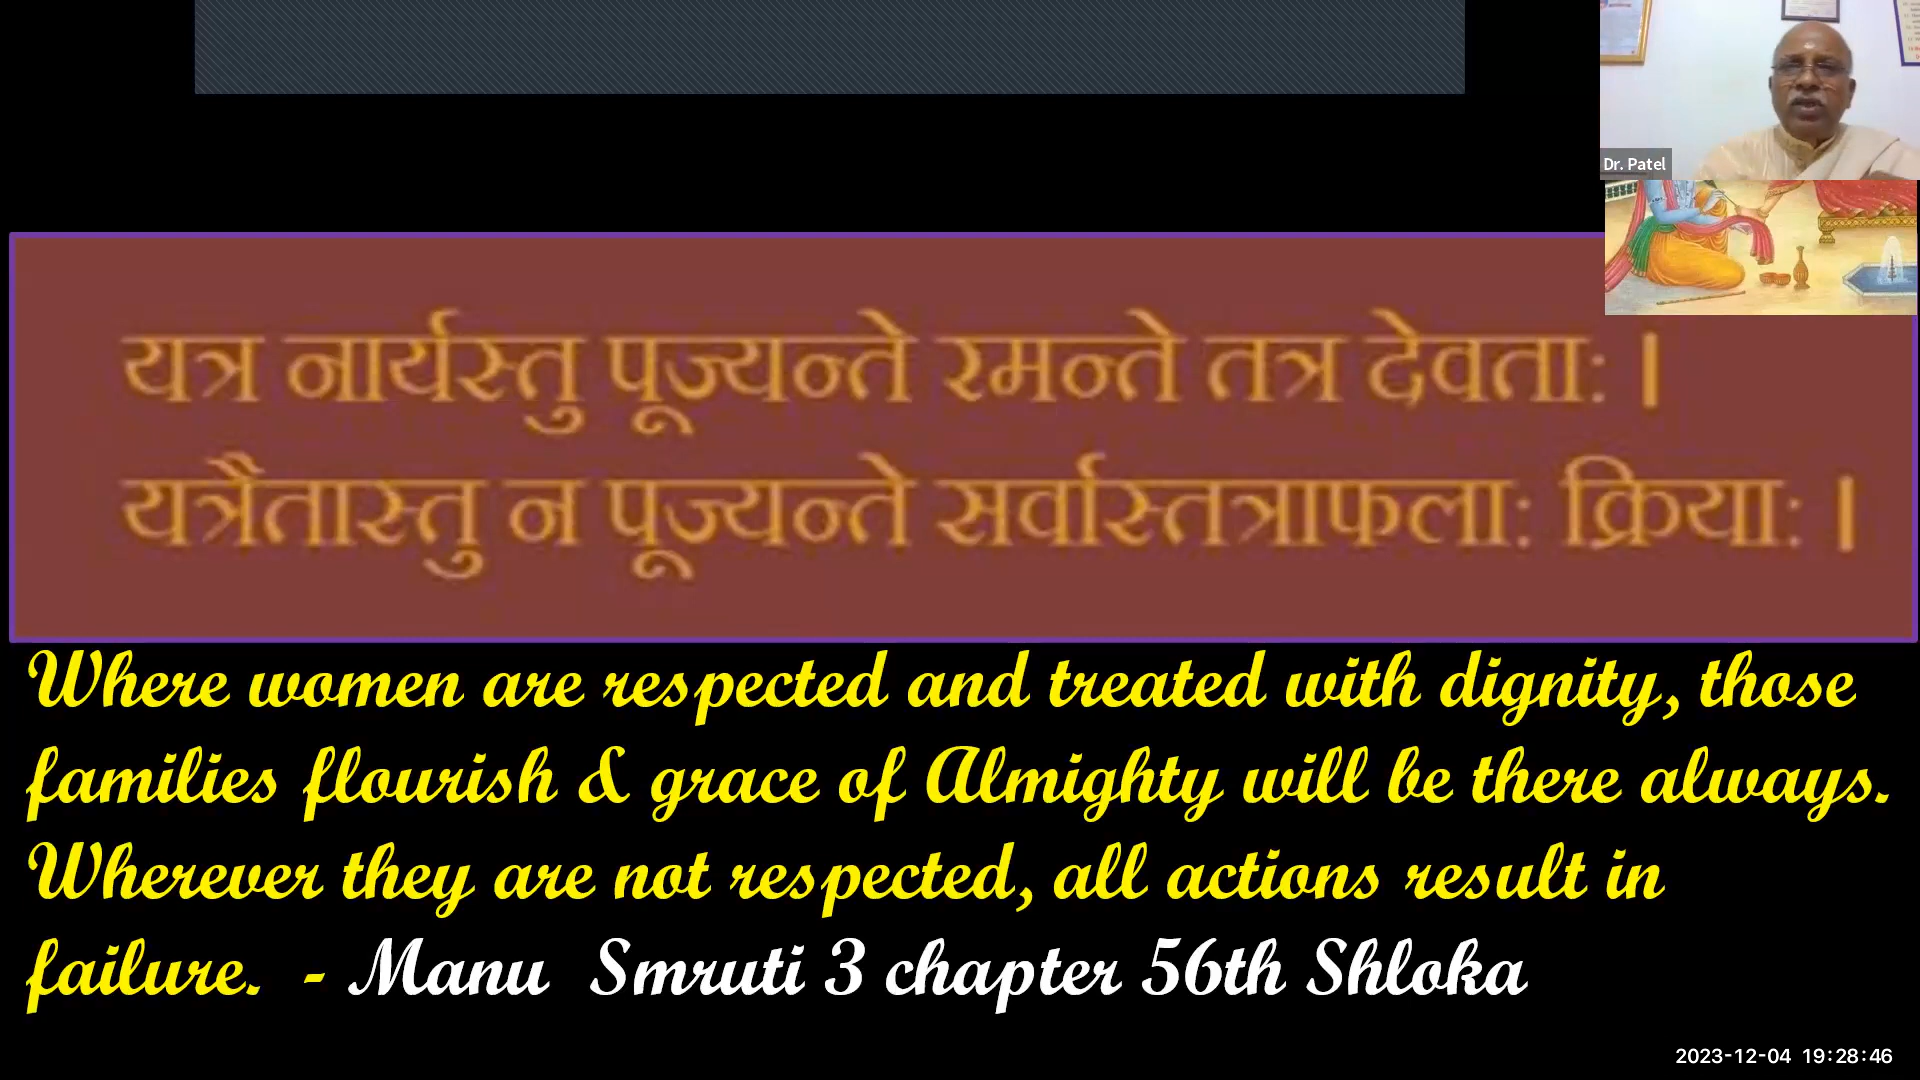 Dr. Patel
यत्र नार्यस्तु पूज्यन्ते रमन्ते तत्र देवताः ।
यत्रैतास्तु न पूज्यन्ते सर्वास्तत्राफलाः क्रियाः ।
Where women are respected and treated with dignity, those
families flourish & grace of Almighty will be there always.
Wherever they are not respected, all actions result in
failure. - Manu Smruti 3 chapter 56th Shloka
2023-12-04 19:28:46